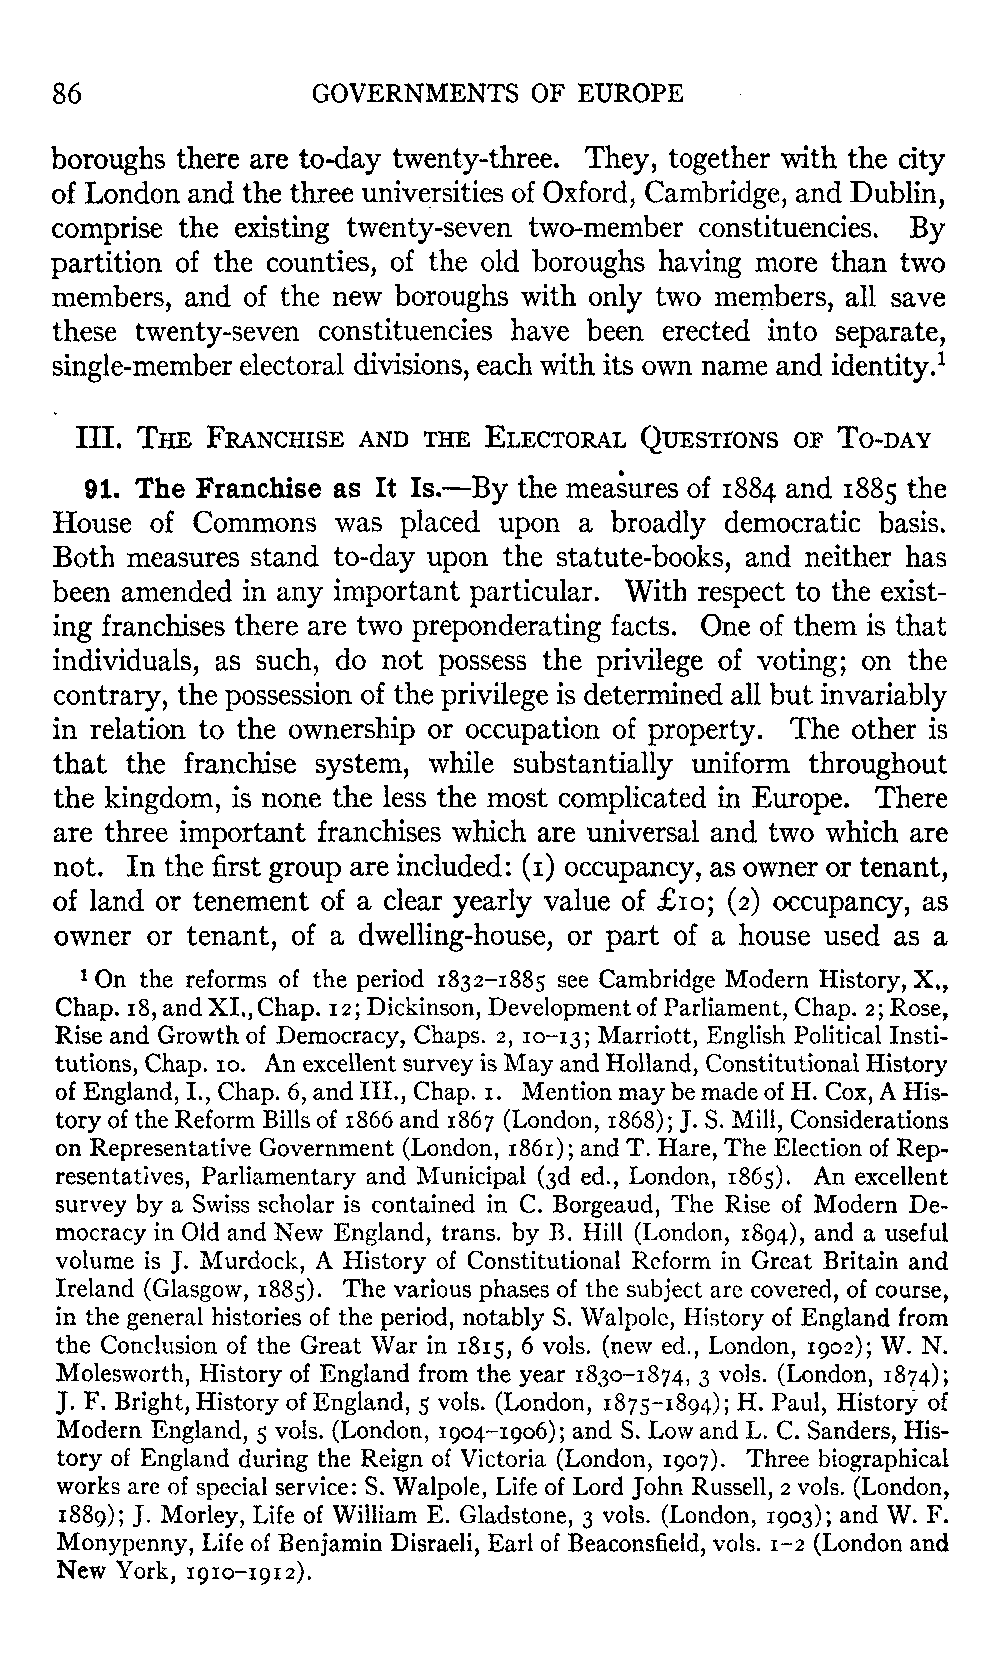 86 GOVERNMENTS OF EUROPE
boroughs there are to-day twenty-three. They, together with the city
of London and the three universities of Oxford, Cambridge, and Dublin,
comprise the existing twenty-seven two-member constituencies. By
partition of the counties, of the old boroughs having more than two
members, and of the new boroughs with only two members, all save
these twenty-seven constituencies have been erected into separate,
single-member electoral divisions, each with its own name and identity.¹
III. THE FRANCHISE AND THE ELECTORAL QUESTIONS OF TO-DAY
91. The Franchise as It Is.—By the measures of 1884 and 1885 the
House of Commons was placed upon a broadly democratic basis.
Both measures stand to-day upon the statute-books, and neither has
been amended in any important particular. With respect to the exist-
ing franchises there are two preponderating facts. One of them is that
individuals, as such, do not possess the privilege of voting; on the
contrary, the possession of the privilege is determined all but invariably
in relation to the ownership or occupation of property. The other is
that the franchise system, while substantially uniform throughout
the kingdom, is none the less the most complicated in Europe. There
are three important franchises which are universal and two which are
not. In the first group are included: (1) occupancy, as owner or tenant,
of land or tenement of a clear yearly value of £10; (2) occupancy, as
owner or tenant, of a dwelling-house, or part of a house used as a
¹ On the reforms of the period 1832–1885 see Cambridge Modern History, X.,
Chap. 18, and XI., Chap. 12; Dickinson, Development of Parliament, Chap. 2; Rose,
Rise and Growth of Democracy, Chaps. 2, 10–13; Marriott, English Political Insti-
tutions, Chap. 10. An excellent survey is May and Holland, Constitutional History
of England, I., Chap. 6, and III., Chap. 1. Mention may be made of H. Cox, A His-
tory of the Reform Bills of 1866 and 1867 (London, 1868); J. S. Mill, Considerations
on Representative Government (London, 1861); and T. Hare, The Election of Rep-
resentatives, Parliamentary and Municipal (3d ed., London, 1865). An excellent
survey by a Swiss scholar is contained in C. Borgeaud, The Rise of Modern De-
mocracy in Old and New England, trans. by B. Hill (London, 1894), and a useful
volume is J. Murdock, A History of Constitutional Reform in Great Britain and
Ireland (Glasgow, 1885). The various phases of the subject are covered, of course,
in the general histories of the period, notably S. Walpole, History of England from
the Conclusion of the Great War in 1815, 6 vols. (new ed., London, 1902); W. N.
Molesworth, History of England from the year 1830–1874, 3 vols. (London, 1874);
J. F. Bright, History of England, 5 vols. (London, 1875–1894); H. Paul, History of
Modern England, 5 vols. (London, 1904–1906); and S. Low and L. C. Sanders, His-
tory of England during the Reign of Victoria (London, 1907). Three biographical
works are of special service: S. Walpole, Life of Lord John Russell, 2 vols. (London,
1889); J. Morley, Life of William E. Gladstone, 3 vols. (London, 1903); and W. F.
Monypenny, Life of Benjamin Disraeli, Earl of Beaconsfield, vols. 1–2 (London and
New York, 1910–1912).